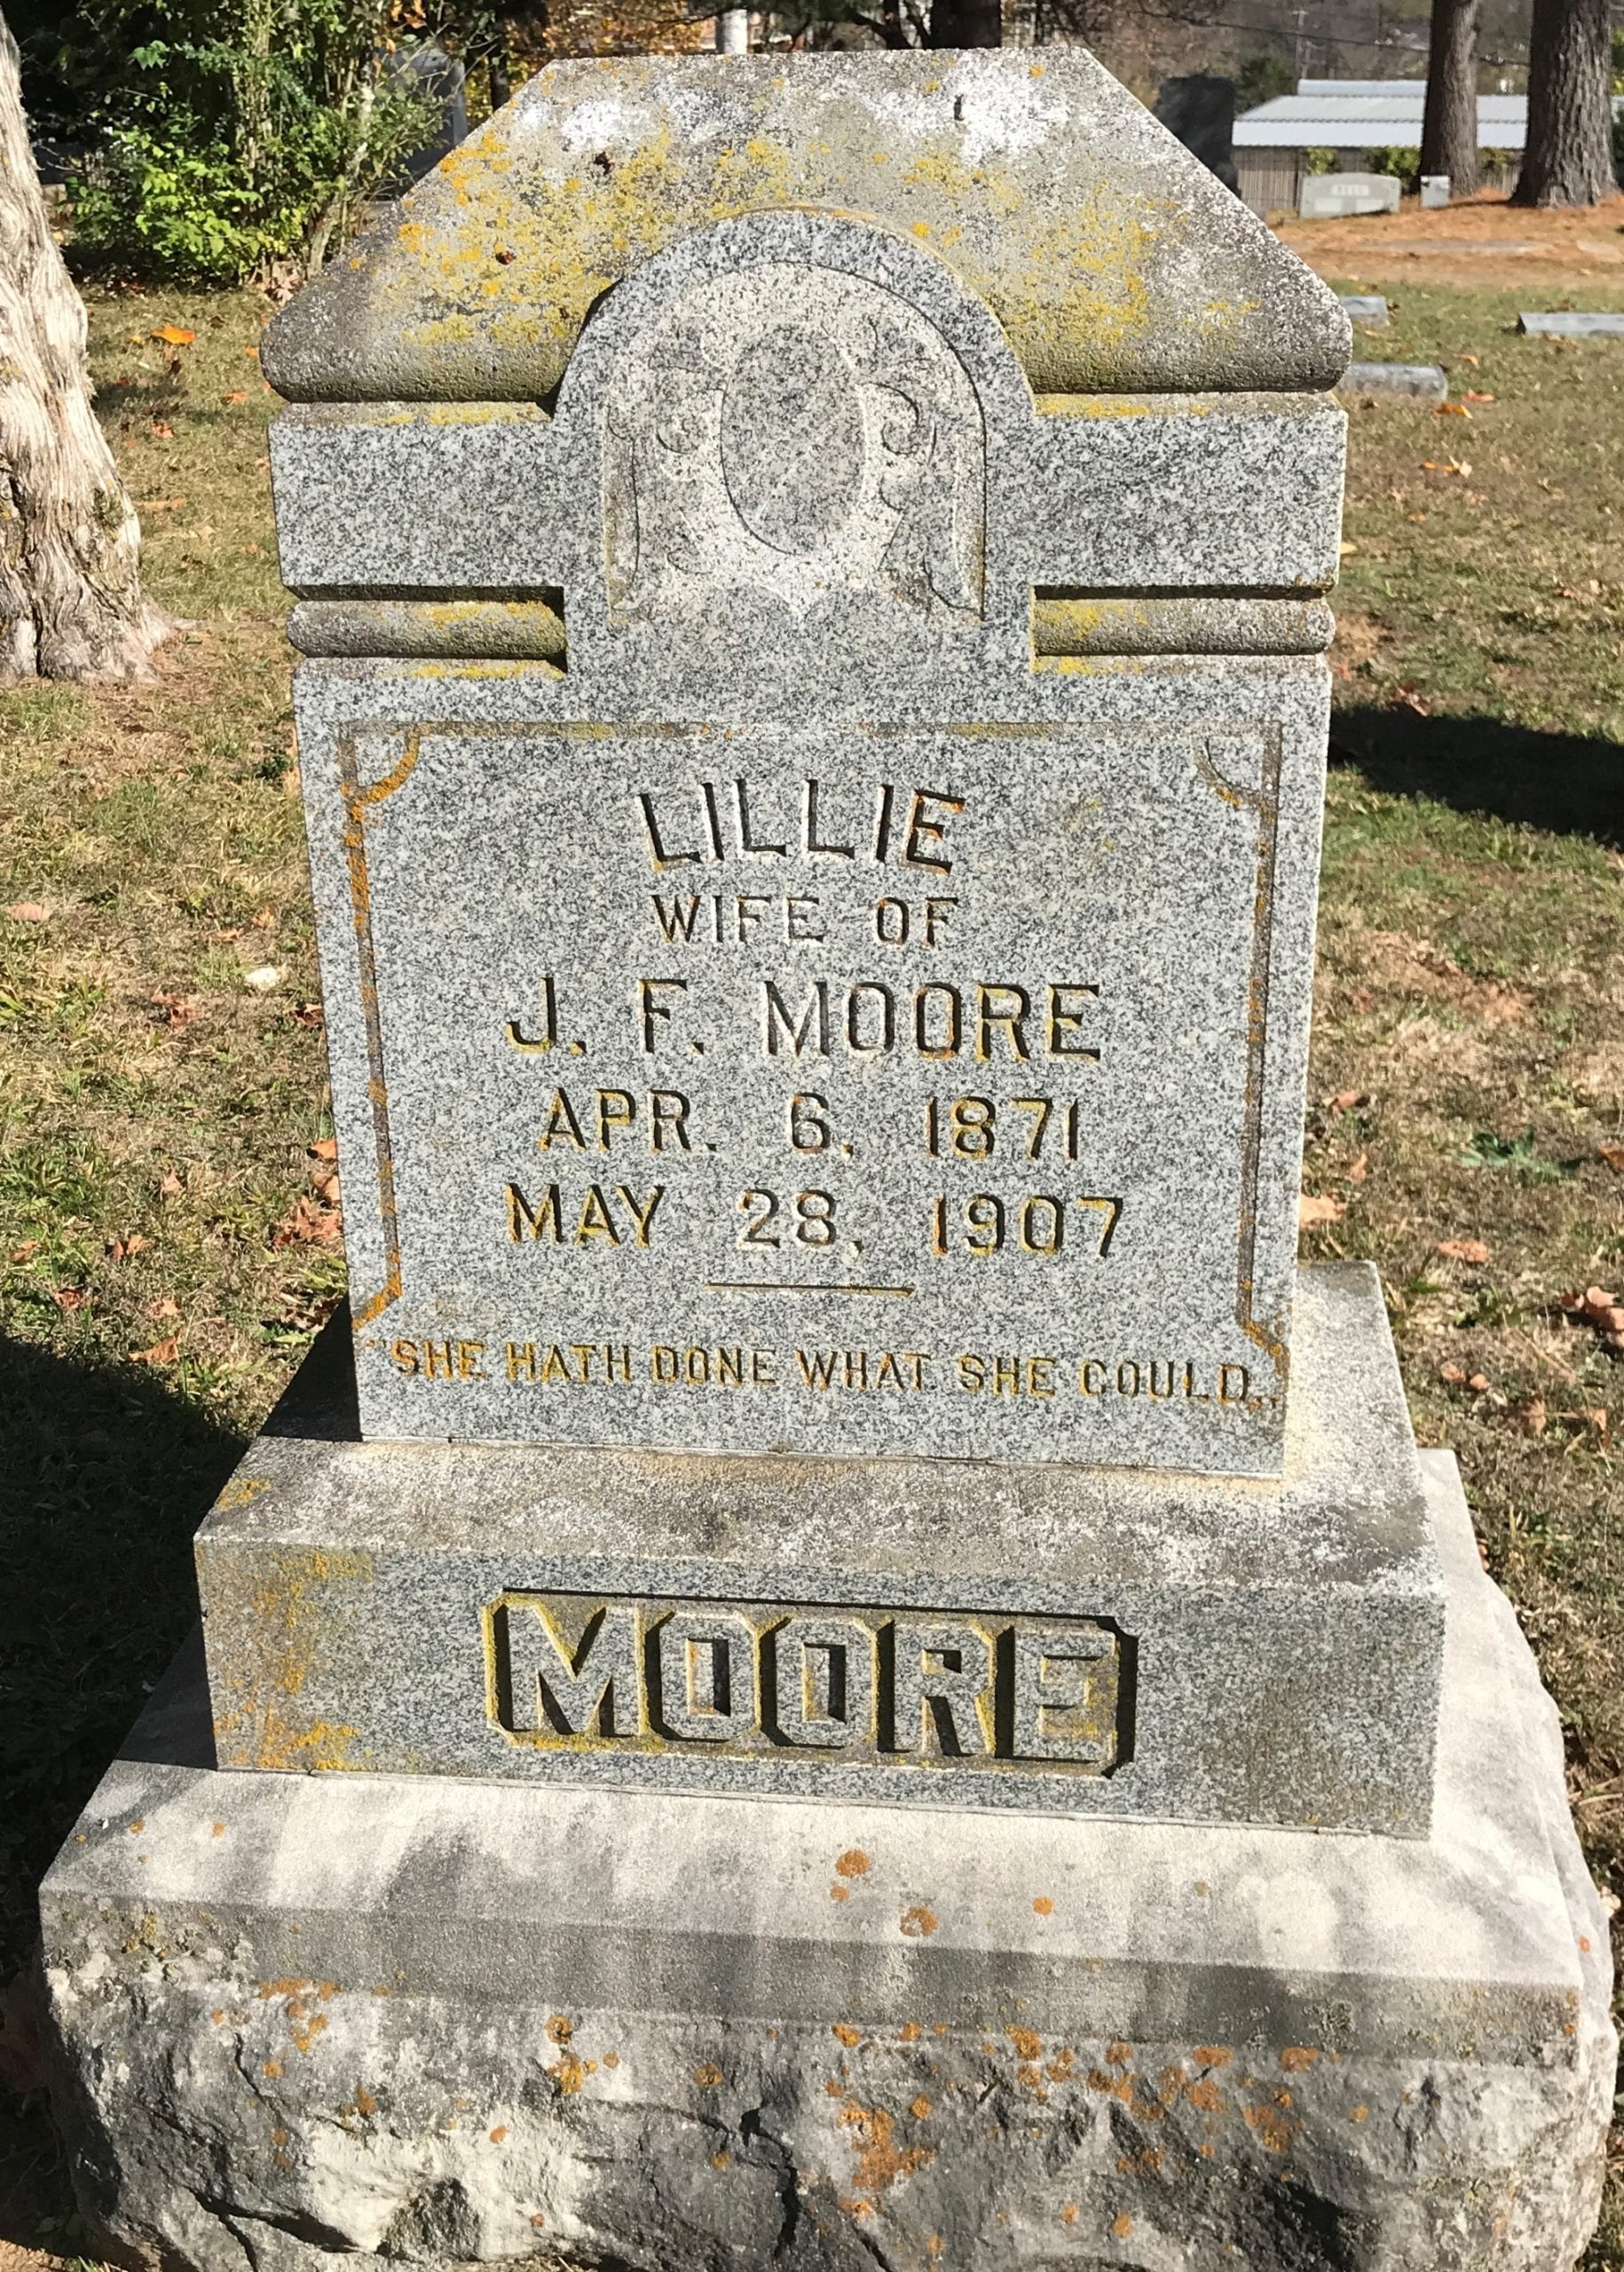 LILLIE
WIFE OF
J. F. MOORE
APR. 6. 1871
MAY 28, 1907
"SHE HATH DONE WHAT SHE COULD."
MOORE